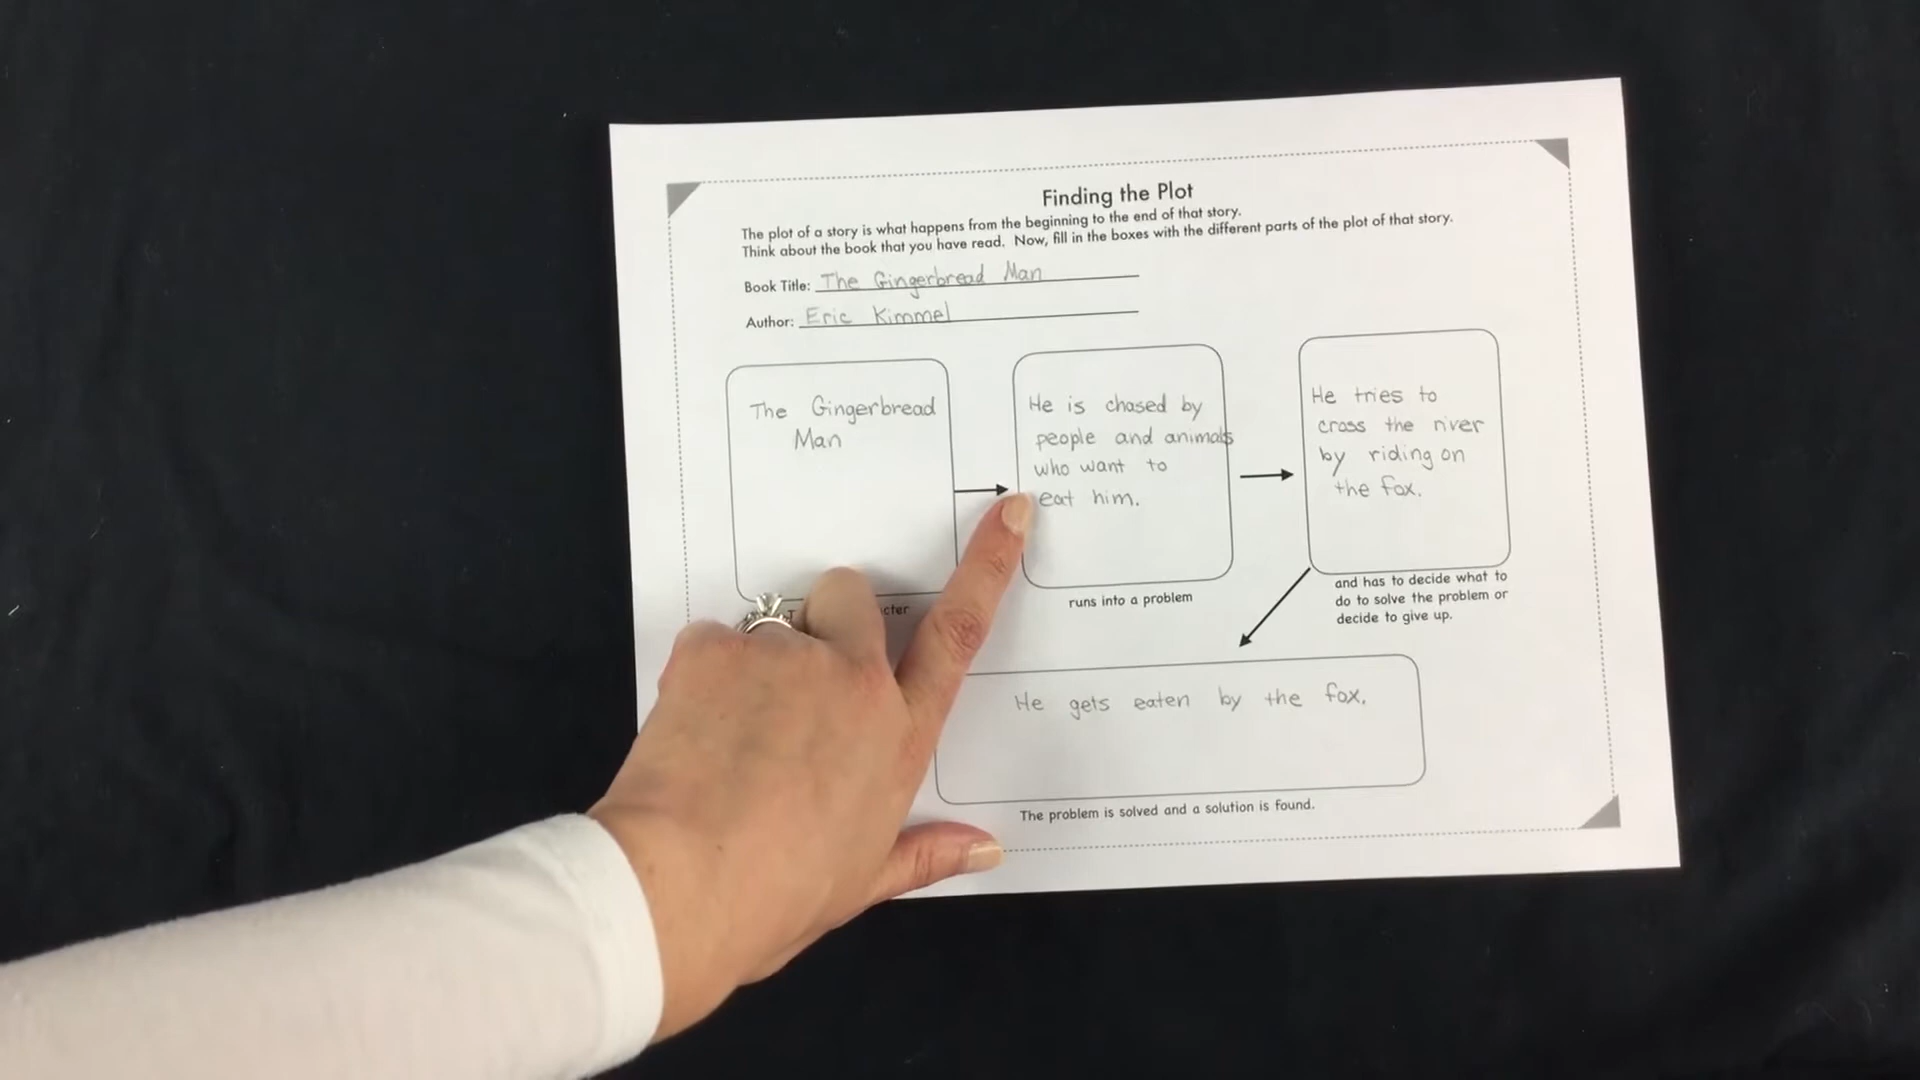 Finding the Plot
The plot of a story is what happens from the beginning to the end of that story.
Think about the book that you have read. Now, fill in the boxes with the different parts of the plot of that story.
Book Title: The Gingerbread Man
Author: Eric Kimmel
The Gingerbread
Man
He is chased by
people and animals
who want to
eat him.
runs into a problem
He tries to
cross the river
by riding on
the fox.
and has to decide what to
do to solve the problem or
decide to give up.
He gets eaten by the fox.
The problem is solved and a solution is found.